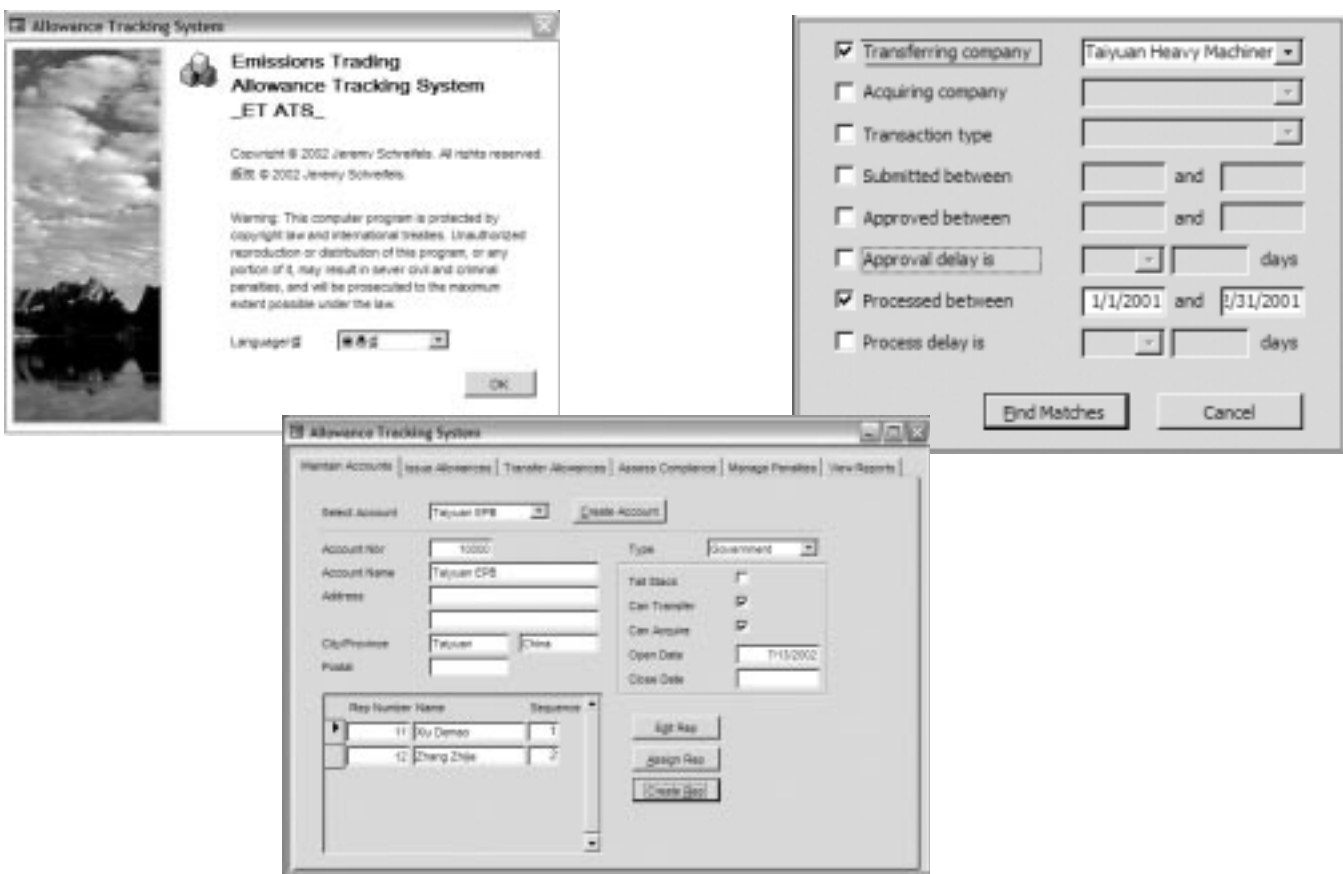 Allowance Tracking System
Emissions Trading
Allowance Tracking System
_ET ATS_
Copyright © 2002 Jeremy Schreifels. All rights reserved.
© 2002 Jeremy Schreifels.
Warning: This computer program is protected by
copyright law and international treaties. Unauthorized
reproduction or distribution of this program, or any
portion of it, may result in sever civil and criminal
penalties, and will be prosecuted to the maximum
extent possible under the law.
OK
Transferring company Taiyuan Heavy Machiner
Acquiring company
Transaction type
Submitted between and
Approved between and
Approval delay is days
Processed between 1/1/2001 and 2/31/2001
Process delay is days
Find Matches Cancel
Allowance Tracking System
Maintain Accounts Issue Allowances Transfer Allowances Assess Compliance Manage Penalties View Reports
Select Account Taiyuan EPB Create Account
Account Nbr 10000 Type Government
Account Name Taiyuan EPB
Tall Stack
Address
Can Transfer
Can Acquire
City/Province Taiyuan China
Open Date 7/13/2002
Postal
Close Date
Rep Number Name Sequence
11 Xu Demao 1
12 Zhang Zhijie 2
Edit Rep
Assign Rep
Create Rep